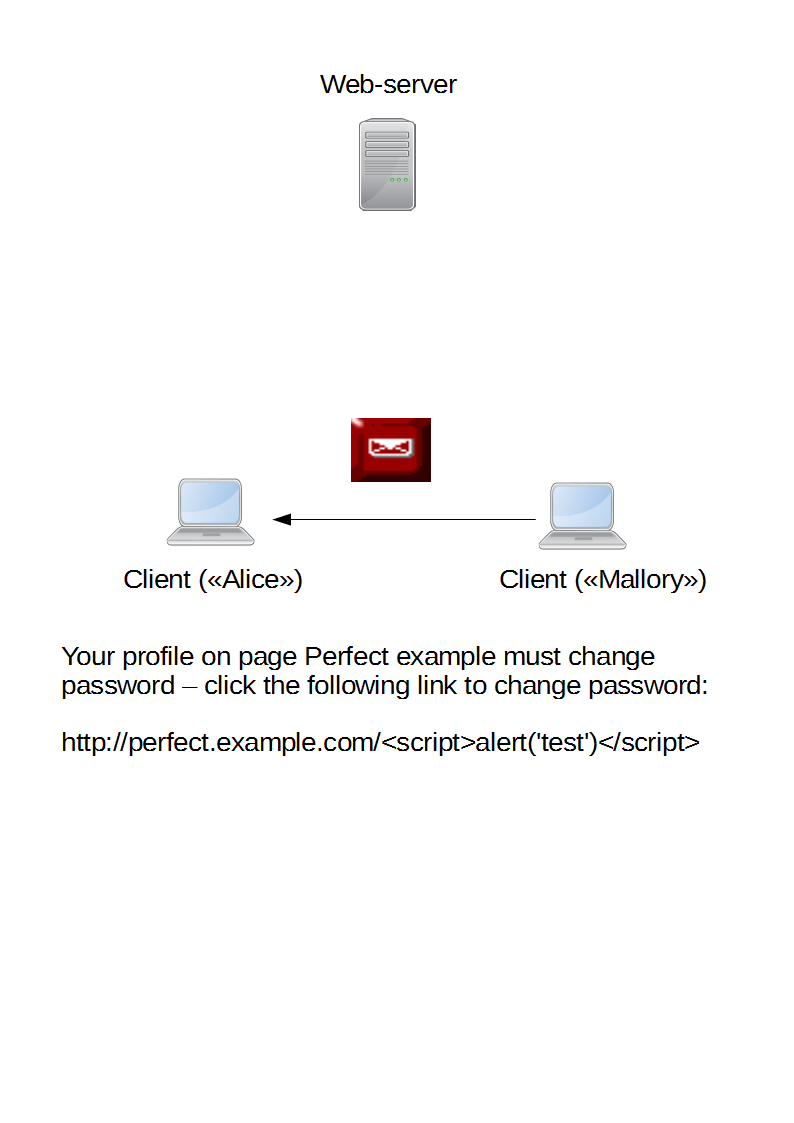 Web-server
Client («Alice»)
Client («Mallory»)
Your profile on page Perfect example must change
password – click the following link to change password:
http://perfect.example.com/<script>alert('test')</script>